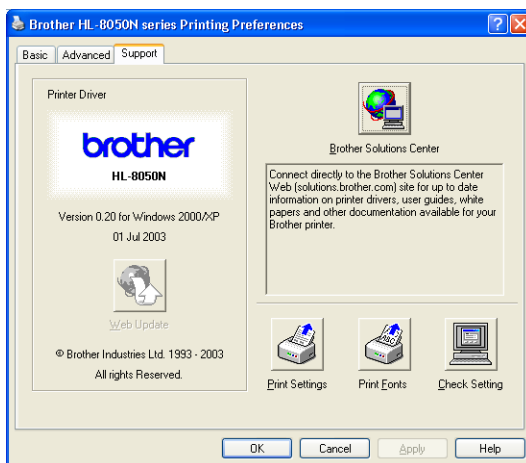 Brother HL-8050N series Printing Preferences
Basic
Advanced
Support
Printer Driver
brother
HL-8050N
Version 0.20 for Windows 2000/XP
01 Jul 2003
Web Update
© Brother Industries Ltd. 1993 - 2003
All rights Reserved.
Brother Solutions Center
Connect directly to the Brother Solutions Center
Web (solutions.brother.com) site for up to date
information on printer drivers, user guides, white
papers and other documentation available for your
Brother printer.
Print Settings
Print Fonts
Check Setting
OK
Cancel
Apply
Help